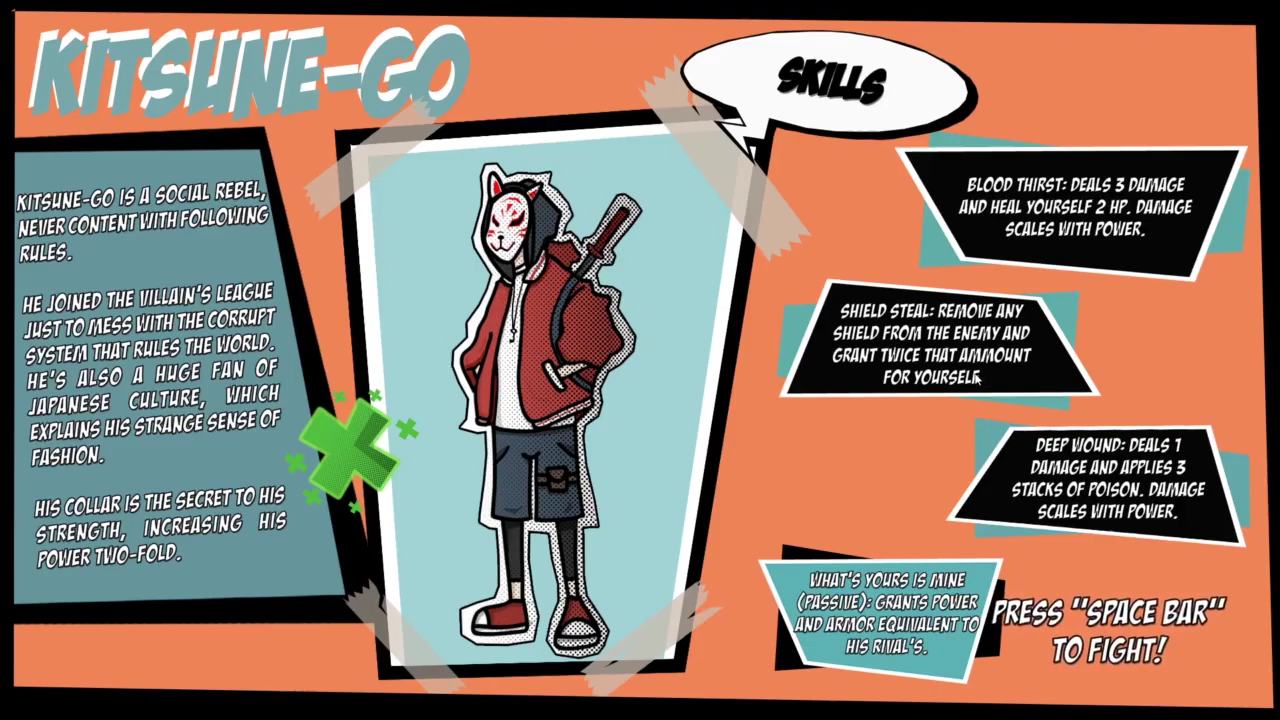 KITSUNE-GO
KITSUNE-GO IS A SOCIAL REBEL,
NEVER CONTENT WITH FOLLOWING
RULES.
HE JOINED THE VILLAIN'S LEAGUE
JUST TO MESS WITH THE CORRUPT
SYSTEM THAT RULES THE WORLD.
HE'S ALSO A HUGE FAN OF
JAPANESE CULTURE, WHICH
EXPLAINS HIS STRANGE SENSE OF
FASHION.
HIS COLLAR IS THE SECRET TO HIS
STRENGTH, INCREASING HIS
POWER TWO-FOLD.
SKILLS
BLOOD THIRST: DEALS 3 DAMAGE
AND HEAL YOURSELF 2 HP. DAMAGE
SCALES WITH POWER.
SHIELD STEAL: REMOVE ANY
SHIELD FROM THE ENEMY AND
GRANT TWICE THAT AMMOUNT
FOR YOURSELF.
DEEP WOUND: DEALS 1
DAMAGE AND APPLIES 3
STACKS OF POISON. DAMAGE
SCALES WITH POWER.
WHAT'S YOURS IS MINE
(PASSIVE): GRANTS POWER
AND ARMOR EQUIVALENT TO
HIS RIVAL'S.
PRESS "SPACE BAR"
TO FIGHT!